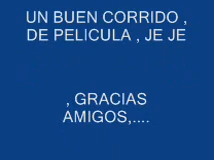 UN BUEN CORRIDO ,
DE PELICULA , JE JE
, GRACIAS
AMIGOS,....